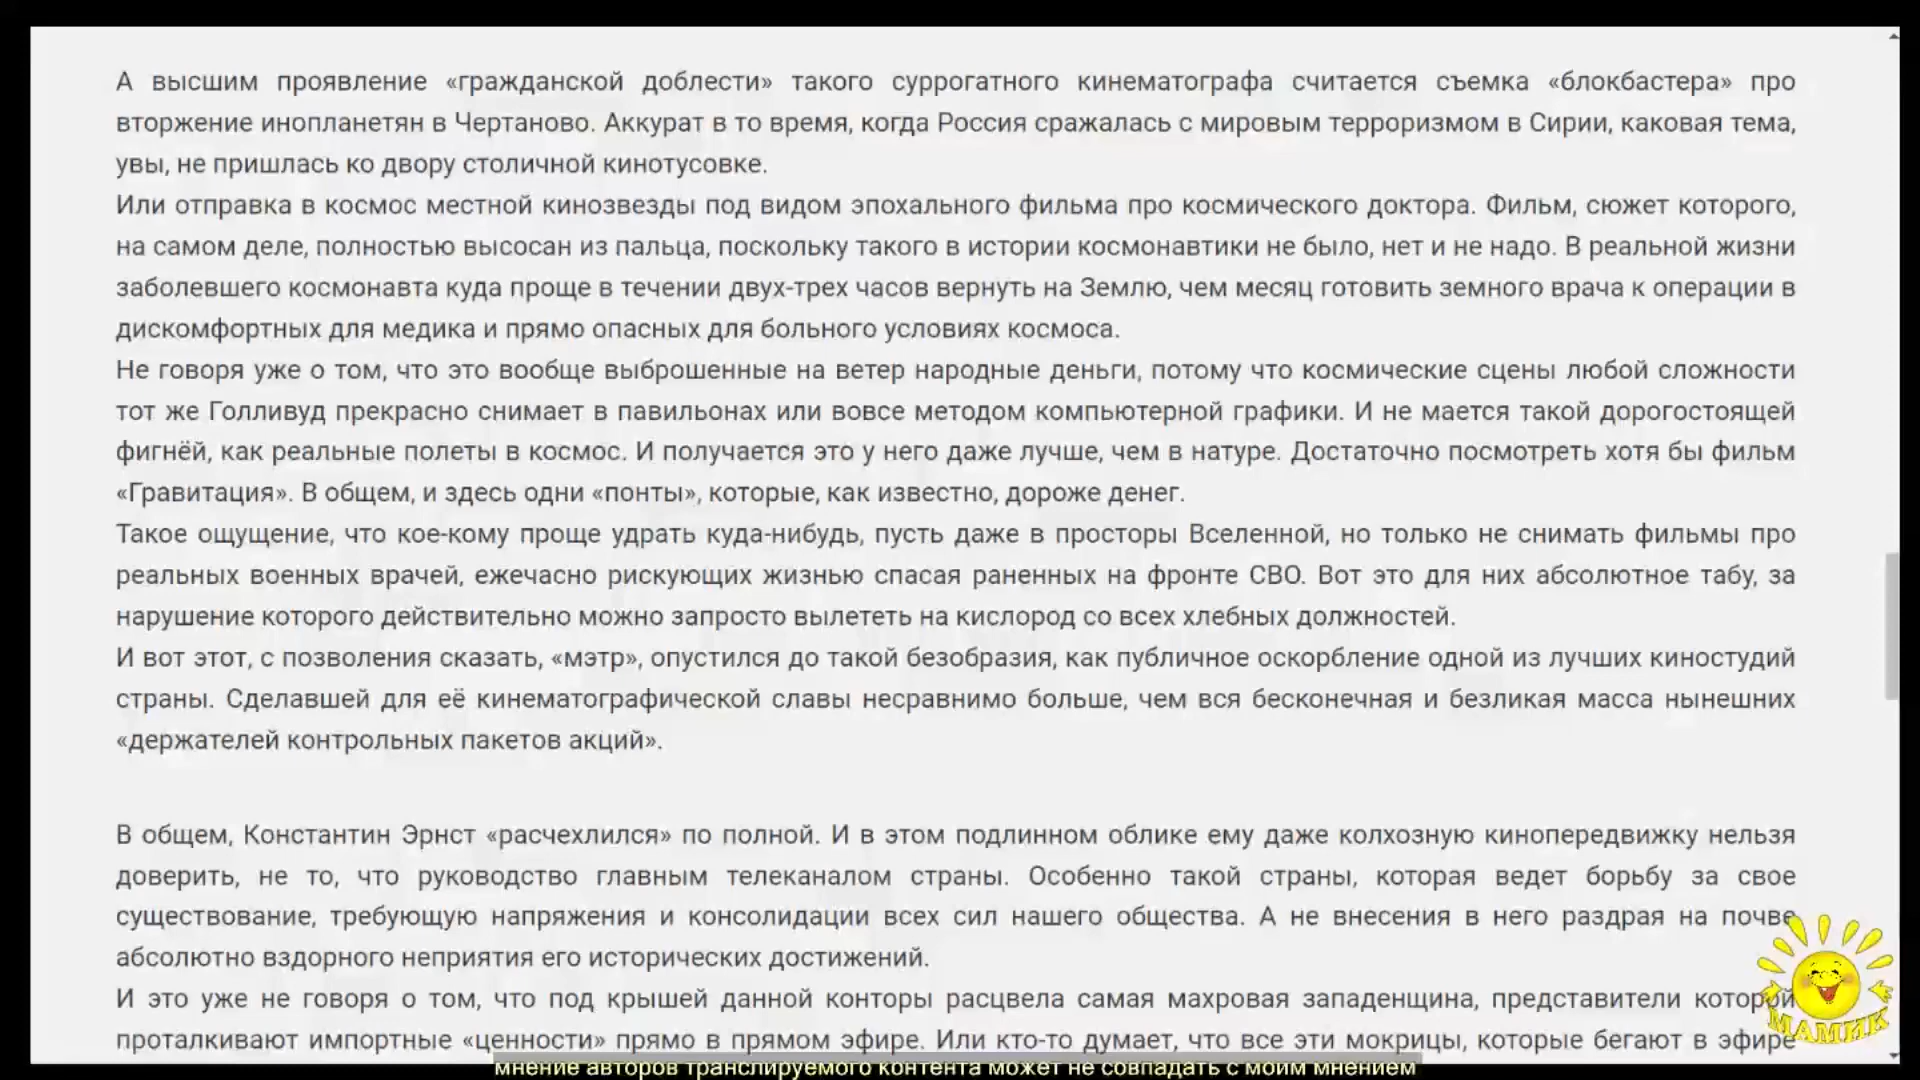 А высшим проявление «гражданской доблести» такого суррогатного кинематографа считается съемка «блокбастера» про
вторжение инопланетян в Чертаново. Аккурат в то время, когда Россия сражалась с мировым терроризмом в Сирии, каковая тема,
увы, не пришлась ко двору столичной кинотусовке.
Или отправка в космос местной кинозвезды под видом эпохального фильма про космического доктора. Фильм, сюжет которого,
на самом деле, полностью высосан из пальца, поскольку такого в истории космонавтики не было, нет и не надо. В реальной жизни
заболевшего космонавта куда проще в течении двух-трех часов вернуть на Землю, чем месяц готовить земного врача к операции в
дискомфортных для медика и прямо опасных для больного условиях космоса.
Не говоря уже о том, что это вообще выброшенные на ветер народные деньги, потому что космические сцены любой сложности
тот же Голливуд прекрасно снимает в павильонах или вовсе методом компьютерной графики. И не мается такой дорогостоящей
фигнёй, как реальные полеты в космос. И получается это у него даже лучше, чем в натуре. Достаточно посмотреть хотя бы фильм
«Гравитация». В общем, и здесь одни «понты», которые, как известно, дороже денег.
Такое ощущение, что кое-кому проще удрать куда-нибудь, пусть даже в просторы Вселенной, но только не снимать фильмы про
реальных военных врачей, ежечасно рискующих жизнью спасая раненных на фронте СВО. Вот это для них абсолютное табу, за
нарушение которого действительно можно запросто вылететь на кислород со всех хлебных должностей.
И вот этот, с позволения сказать, «мэтр», опустился до такой безобразия, как публичное оскорбление одной из лучших киностудий
страны. Сделавшей для её кинематографической славы несравнимо больше, чем вся бесконечная и безликая масса нынешних
«держателей контрольных пакетов акций».
В общем, Константин Эрнст «расчехлился» по полной. И в этом подлинном облике ему даже колхозную кинопередвижку нельзя
доверить, не то, что руководство главным телеканалом страны. Особенно такой страны, которая ведет борьбу за свое
существование, требующую напряжения и консолидации всех сил нашего общества. А не внесения в него раздрая на почве
абсолютно вздорного неприятия его исторических достижений.
И это уже не говоря о том, что под крышей данной конторы расцвела самая махровая западенщина, представители которой
проталкивают импортные «ценности» прямо в прямом эфире. Или кто-то думает, что все эти мокрицы, которые бегают в эфире
МАМИК
мнение авторов транслируемого контента может не совпадать с моим мнением